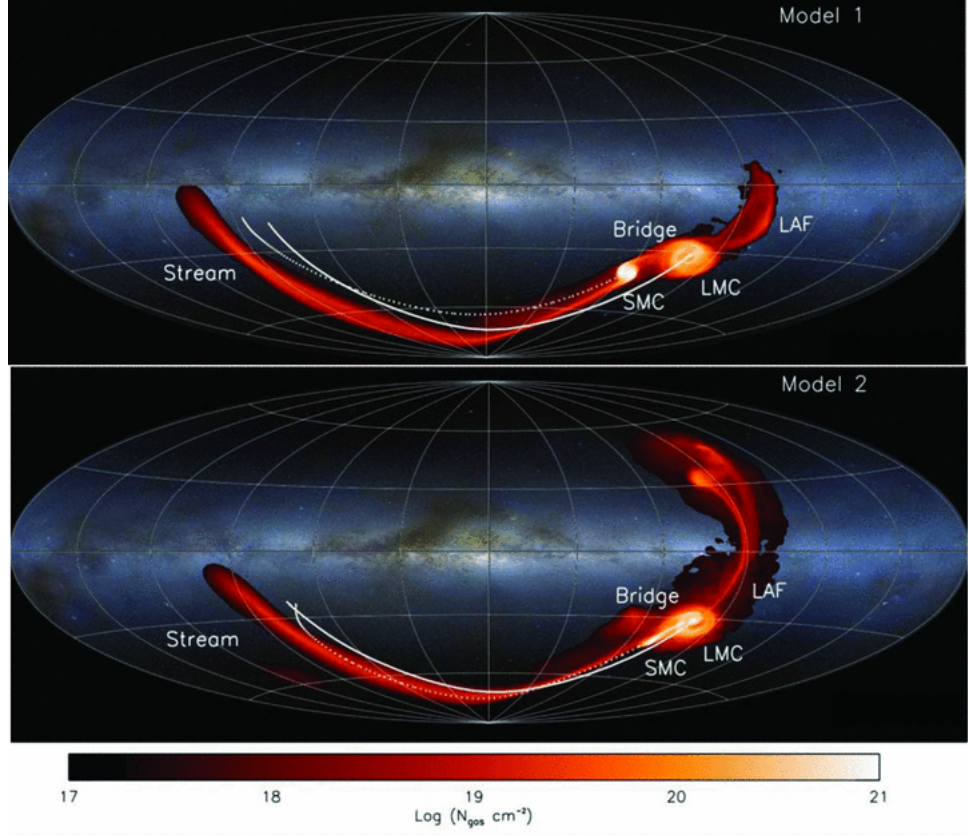 Model 1
Bridge
LAF
Stream
SMC
LMC
Model 2
Bridge
LAF
Stream
SMC
LMC
17 18 19 20 21
Log (N_gas cm⁻²)